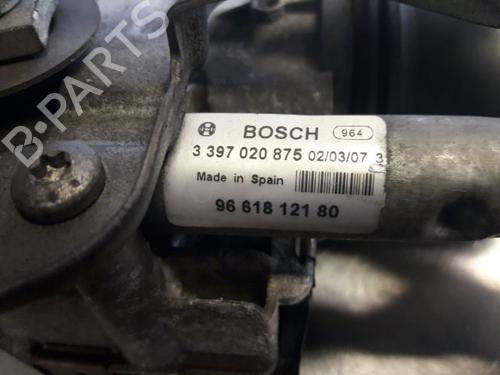 B-PARTS
BOSCH 964
3 397 020 875 02/03/07 3
Made in Spain
96 618 121 80